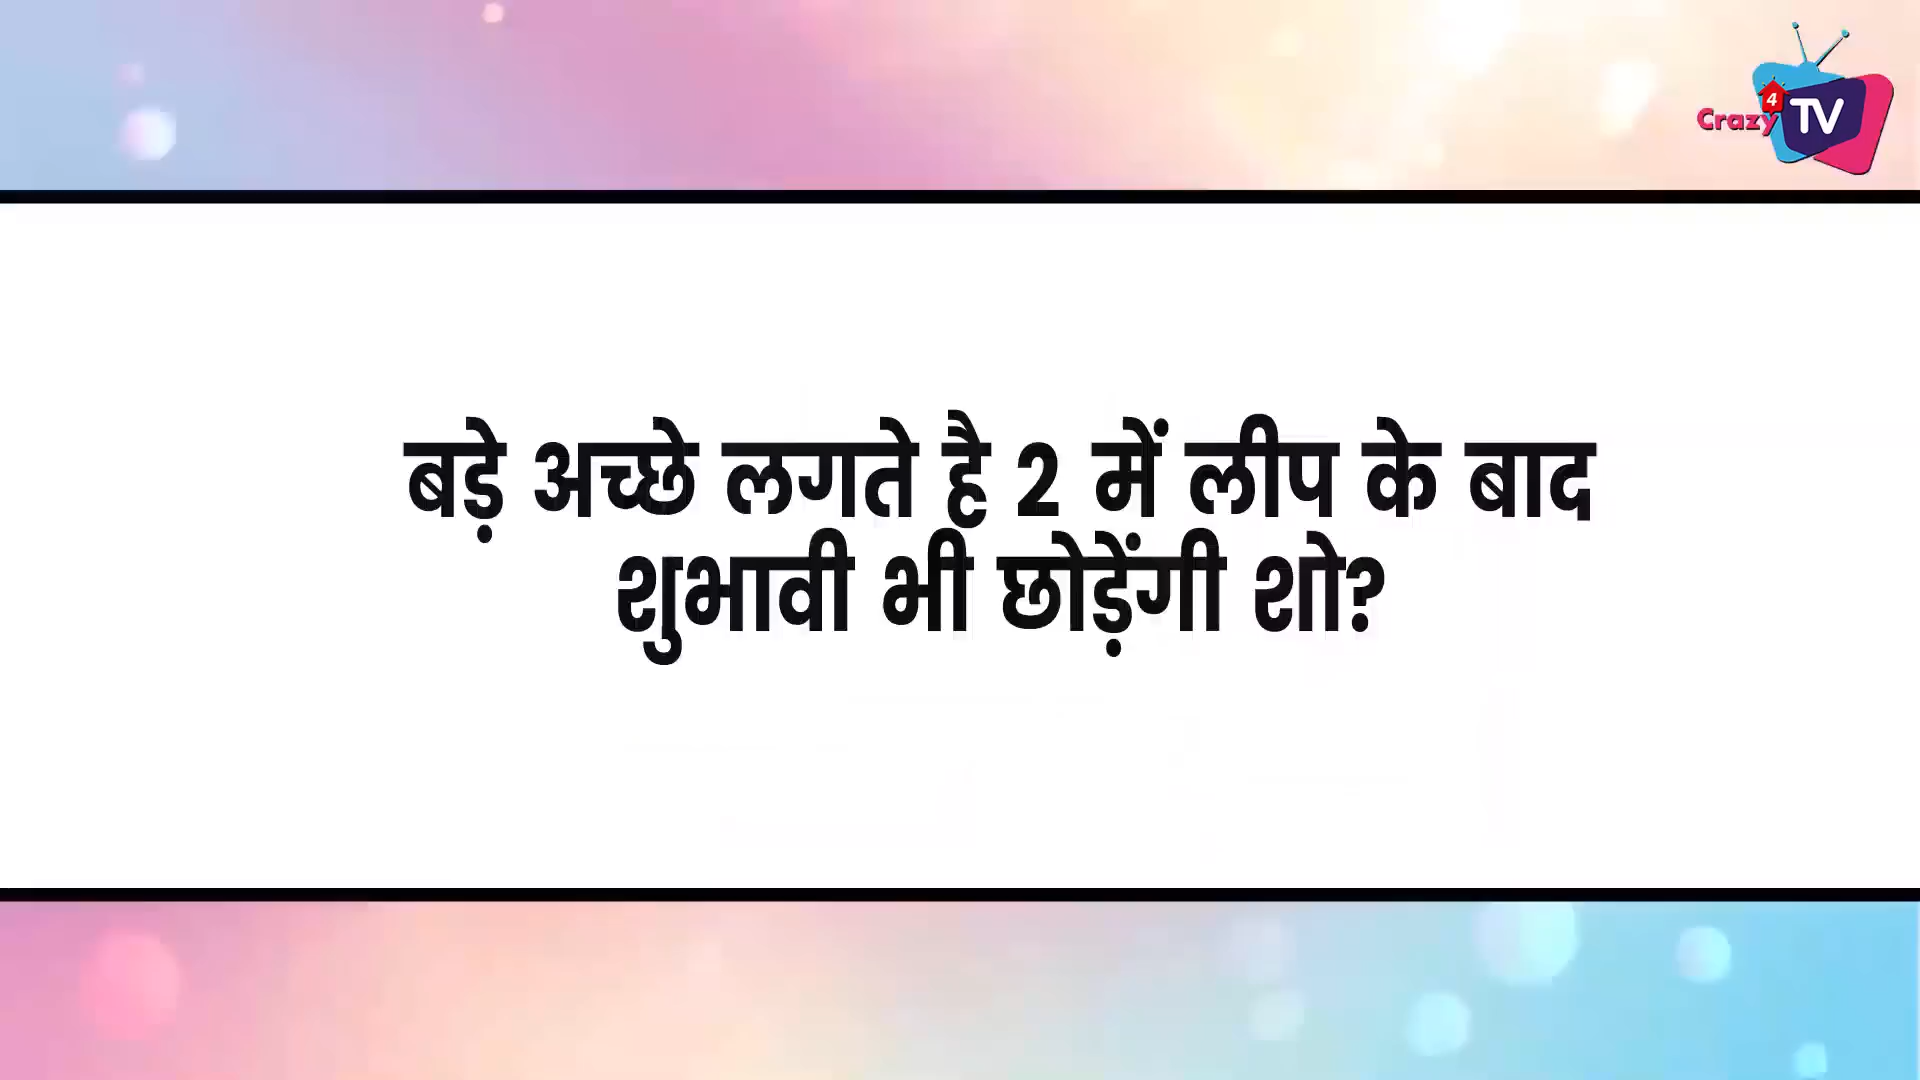 Crazy 4 TV
बड़े अच्छे लगते है 2 में लीप के बाद
शुभावी भी छोड़ेंगी शो?